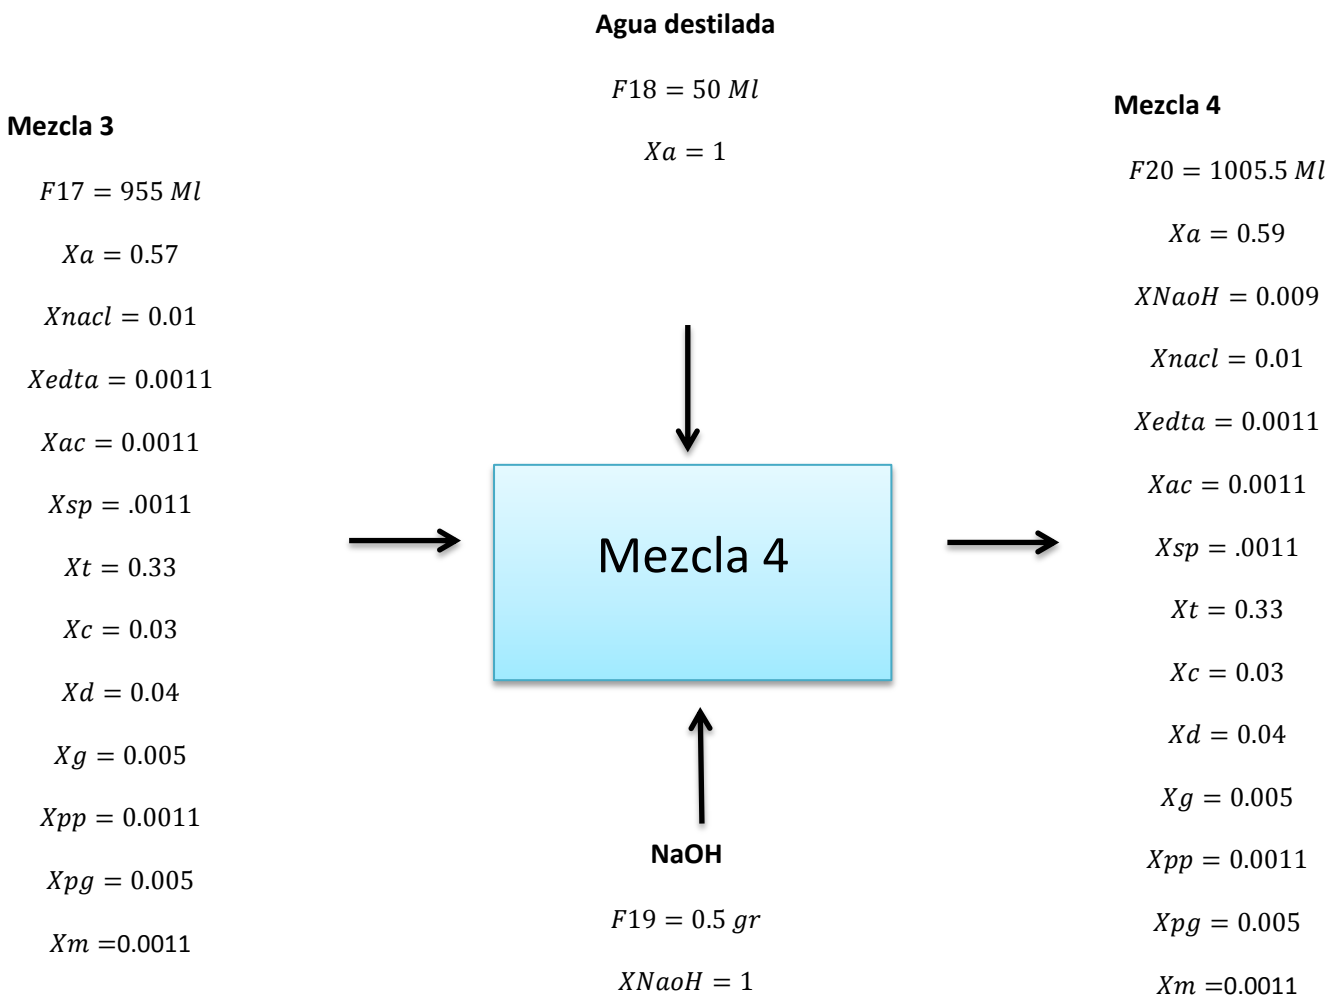 Agua destilada
F18 = 50 Ml
Xa = 1
Mezcla 3
F17 = 955 Ml
Xa = 0.57
Xnacl = 0.01
Xedta = 0.0011
Xac = 0.0011
Xsp = .0011
Xt = 0.33
Xc = 0.03
Xd = 0.04
Xg = 0.005
Xpp = 0.0011
Xpg = 0.005
Xm =0.0011
Mezcla 4
NaOH
F19 = 0.5 gr
XNaoH = 1
Mezcla 4
F20 = 1005.5 Ml
Xa = 0.59
XNaoH = 0.009
Xnacl = 0.01
Xedta = 0.0011
Xac = 0.0011
Xsp = .0011
Xt = 0.33
Xc = 0.03
Xd = 0.04
Xg = 0.005
Xpp = 0.0011
Xpg = 0.005
Xm =0.0011